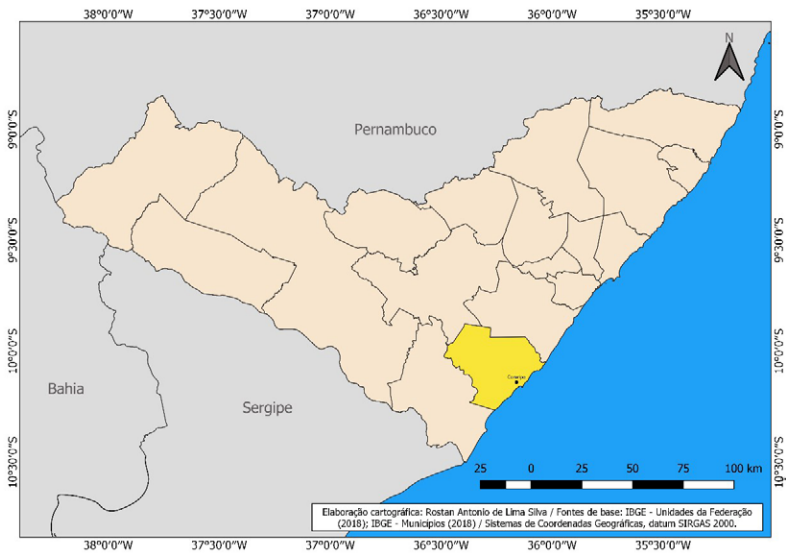 38°0'0"W 37°30'0"W 37°0'0"W 36°30'0"W 36°0'0"W 35°30'0"W
N
Pernambuco
9°0'0"S 9°0'0"S
9°30'0"S 9°30'0"S
10°0'0"S 10°0'0"S
Coruripe
Bahia
Sergipe
10°30'0"S 10°30'0"S
25 0 25 50 75 100 km
Elaboração cartográfica: Rostan Antonio de Lima Silva / Fontes de base: IBGE - Unidades da Federação
(2018); IBGE - Municípios (2018) / Sistemas de Coordenadas Geográficas, datum SIRGAS 2000.
38°0'0"W 37°30'0"W 37°0'0"W 36°30'0"W 36°0'0"W 35°30'0"W